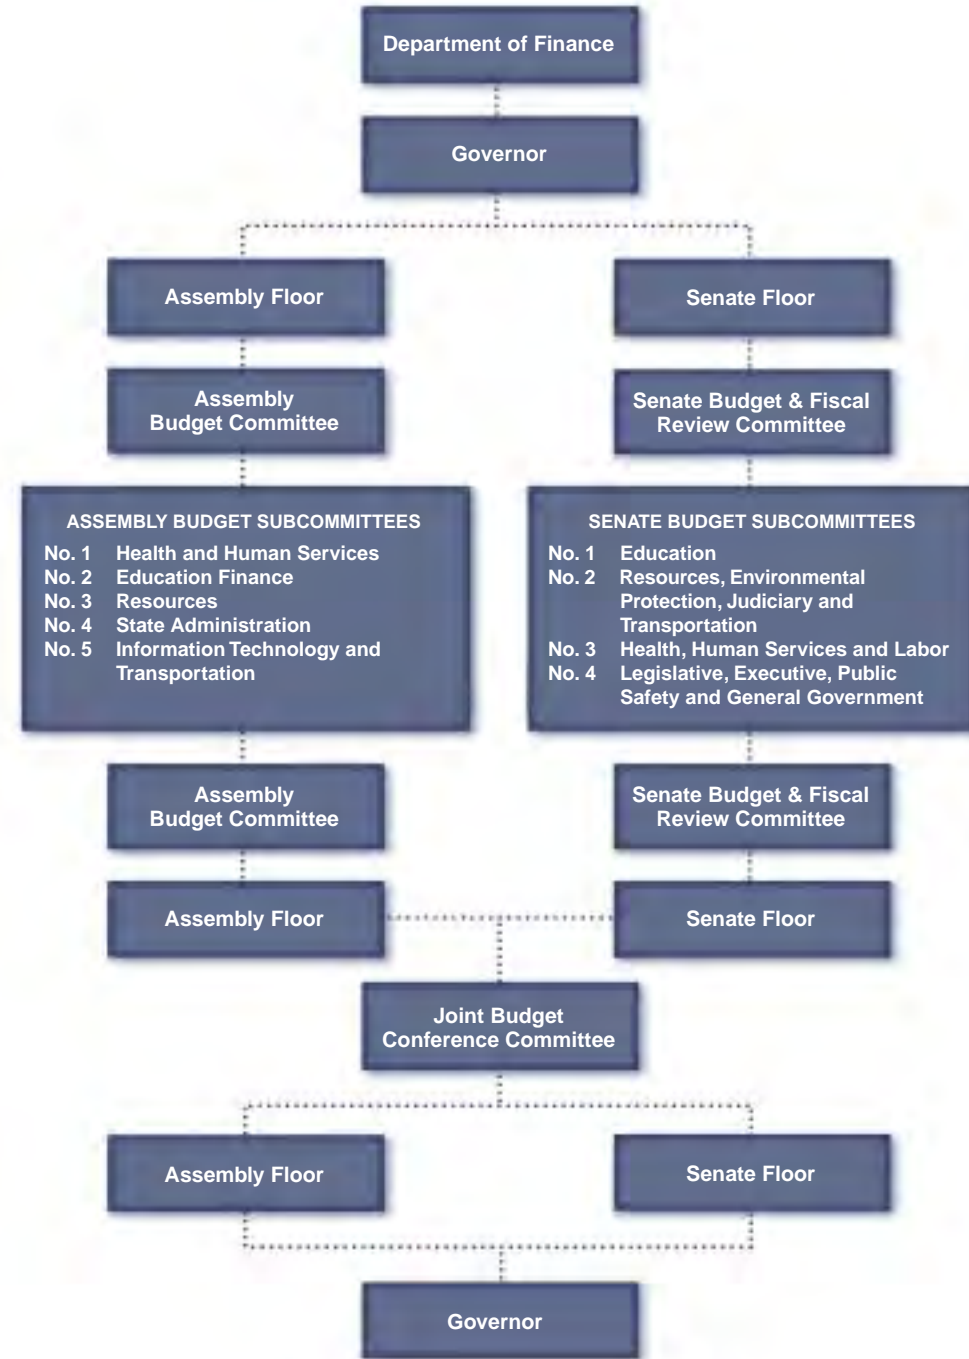 Department of Finance
Governor
Assembly Floor
Senate Floor
Assembly
Budget Committee
Senate Budget & Fiscal
Review Committee
ASSEMBLY BUDGET SUBCOMMITTEES
No. 1 Health and Human Services
No. 2 Education Finance
No. 3 Resources
No. 4 State Administration
No. 5 Information Technology and
Transportation
SENATE BUDGET SUBCOMMITTEES
No. 1 Education
No. 2 Resources, Environmental
Protection, Judiciary and
Transportation
No. 3 Health, Human Services and Labor
No. 4 Legislative, Executive, Public
Safety and General Government
Assembly
Budget Committee
Senate Budget & Fiscal
Review Committee
Assembly Floor
Senate Floor
Joint Budget
Conference Committee
Assembly Floor
Senate Floor
Governor